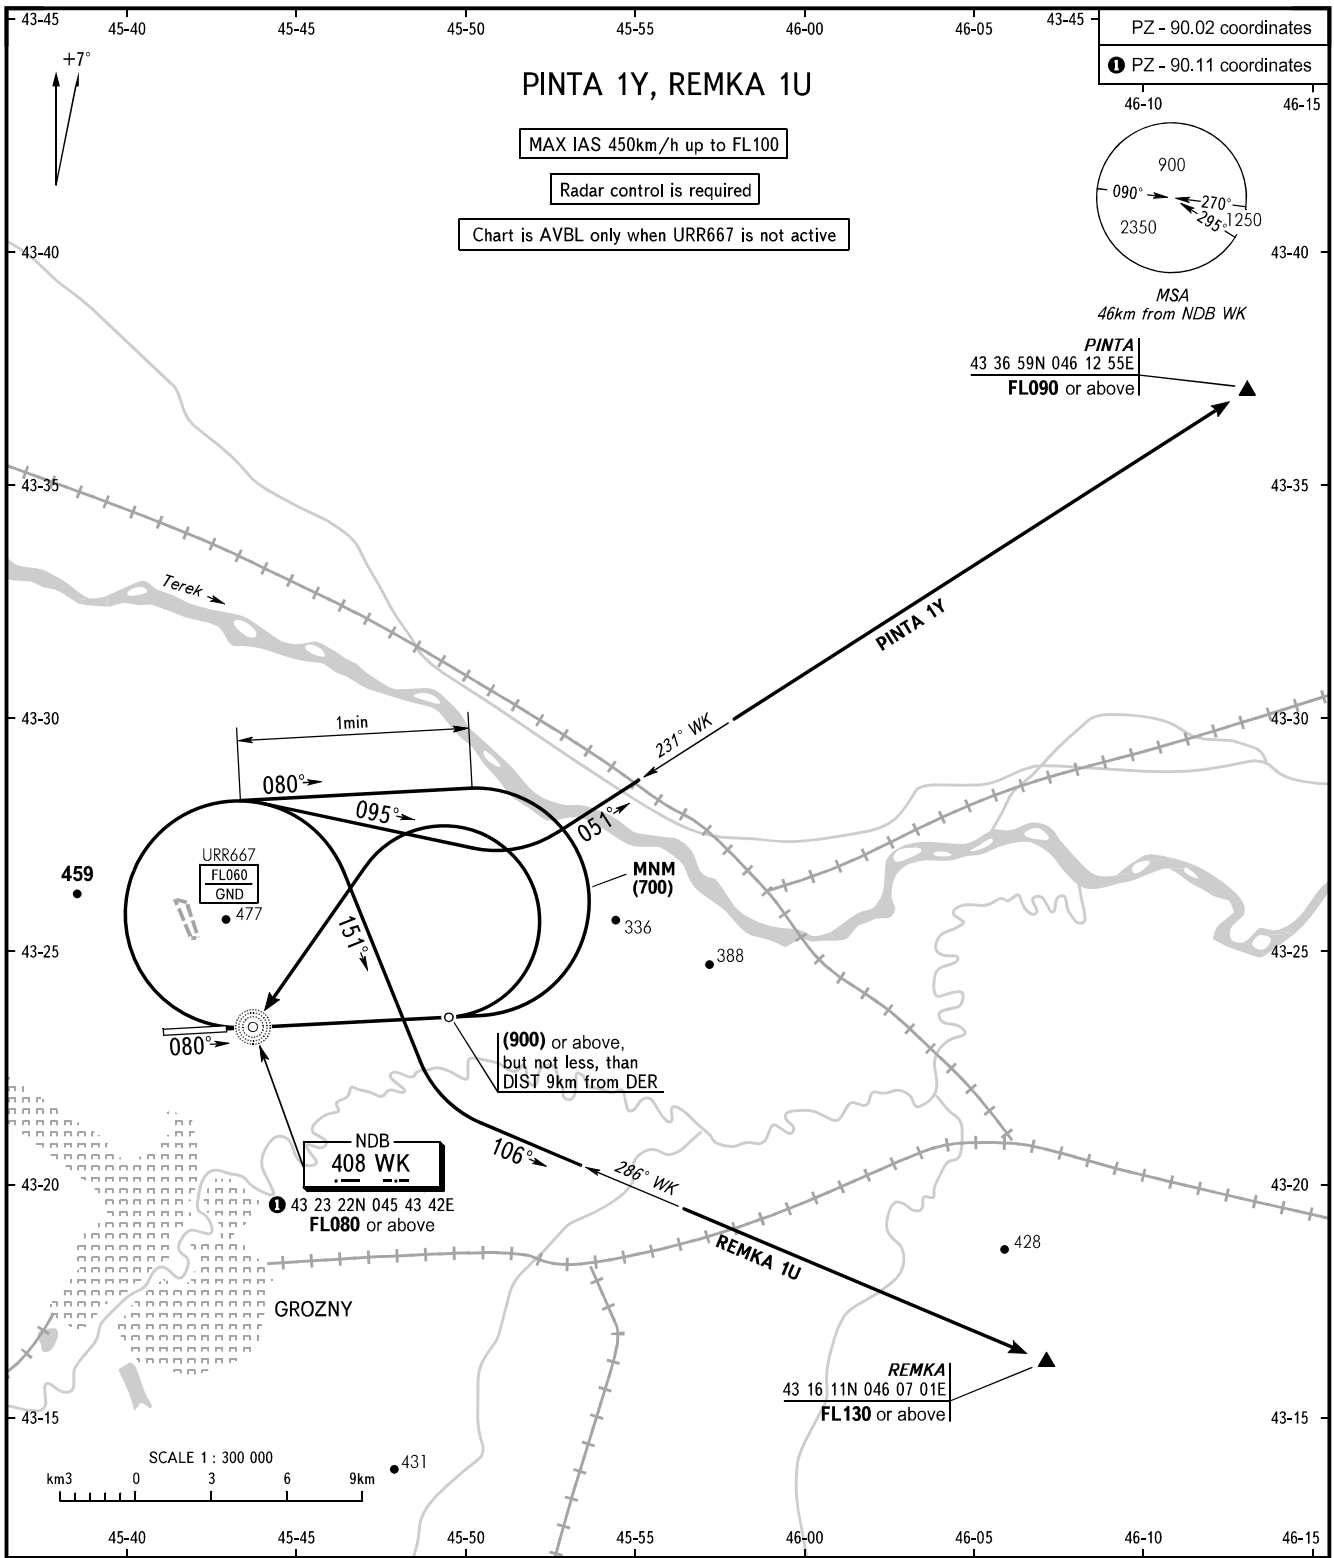 43-45
45-40
45-45
45-50
45-55
46-00
46-05
43-45
PZ - 90.02 coordinates
❶ PZ - 90.11 coordinates
46-10
46-15
+7°
PINTA 1Y, REMKA 1U
MAX IAS 450km/h up to FL100
Radar control is required
Chart is AVBL only when URR667 is not active
900
090°
270°
295°
1250
2350
MSA
46km from NDB WK
43-40
43-40
PINTA
43 36 59N 046 12 55E
FL090 or above
43-35
43-35
Terek
PINTA 1Y
43-30
43-30
1min
231° WK
080°
095°
051°
URR667
FL060
GND
459
477
MNM
(700)
336
151°
388
43-25
43-25
080°
(900) or above,
but not less, than
DIST 9km from DER
NDB
408 WK
❶ 43 23 22N 045 43 42E
FL080 or above
106°
286° WK
43-20
43-20
REMKA 1U
428
GROZNY
REMKA
43 16 11N 046 07 01E
FL130 or above
43-15
43-15
SCALE 1 : 300 000
km3 0 3 6 9km
431
45-40
45-45
45-50
45-55
46-00
46-05
46-10
46-15